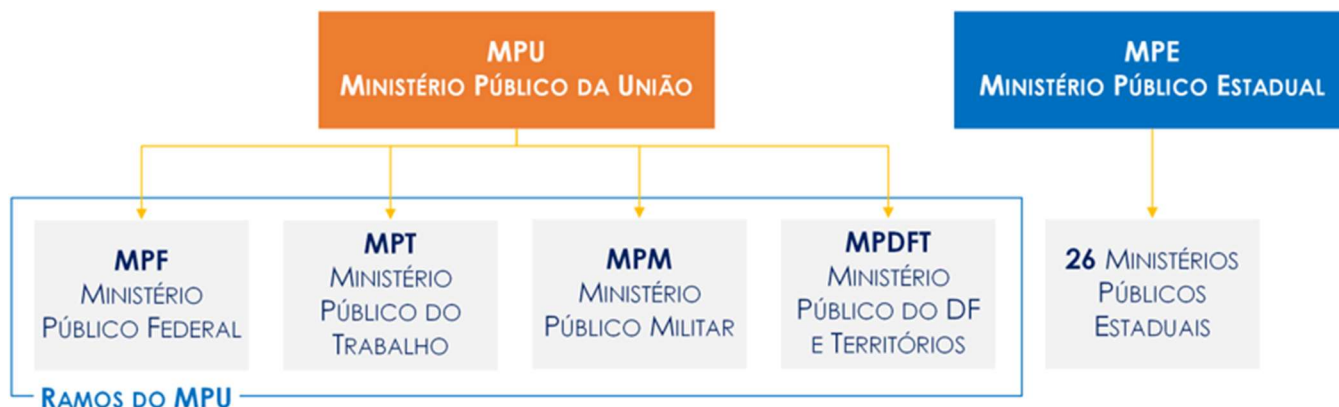 MPU
MINISTÉRIO PÚBLICO DA UNIÃO
MPE
MINISTÉRIO PÚBLICO ESTADUAL
MPF
MINISTÉRIO
PÚBLICO FEDERAL
MPT
MINISTÉRIO
PÚBLICO DO
TRABALHO
MPM
MINISTÉRIO
PÚBLICO MILITAR
MPDFT
MINISTÉRIO
PÚBLICO DO DF
E TERRITÓRIOS
26 MINISTÉRIOS
PÚBLICOS
ESTADUAIS
RAMOS DO MPU